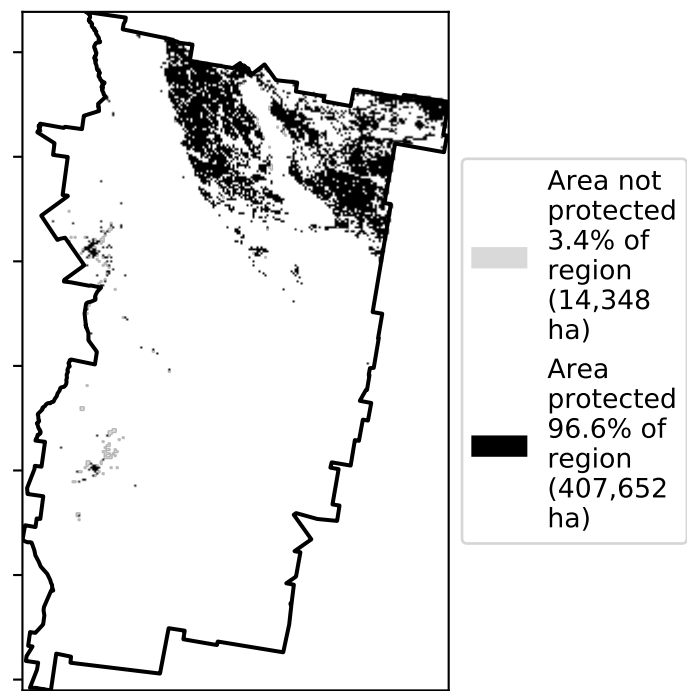 Area not
protected
3.4% of
region
(14,348
ha)
Area
protected
96.6% of
region
(407,652
ha)